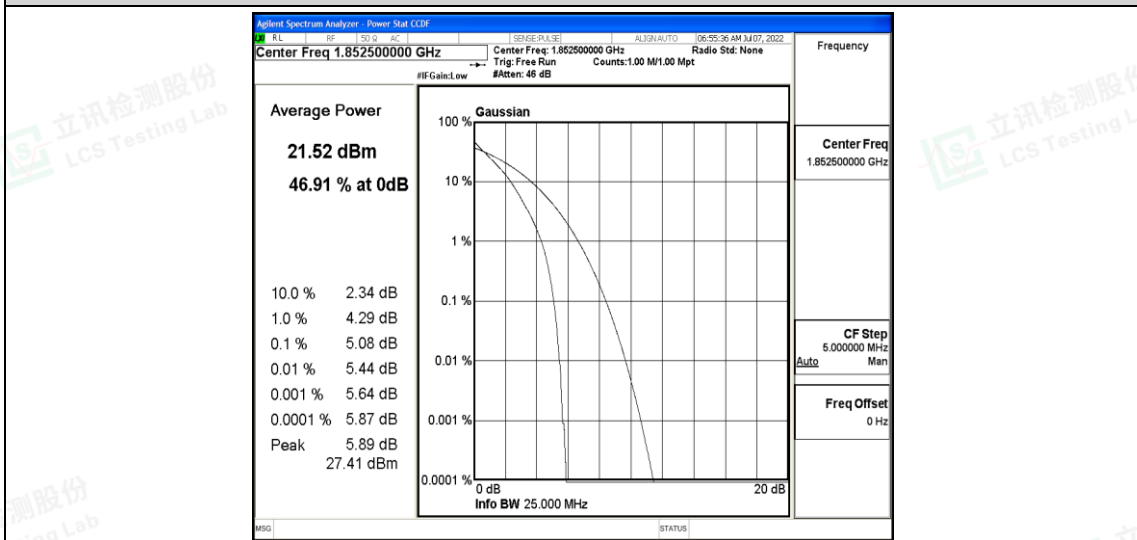 Agilent Spectrum Analyzer - Power Stat CCDF
RL RF 50 Ω AC SENSE:PULSE ALIGN AUTO 06:55:36 AM Jul 07, 2022
Center Freq 1.852500000 GHz
Center Freq: 1.852500000 GHz Radio Std: None
Trig: Free Run Counts:1.00 M/1.00 Mpt
#IFGain:Low #Atten: 46 dB
Frequency
Average Power
21.52 dBm
46.91 % at 0dB
10.0 % 2.34 dB
1.0 % 4.29 dB
0.1 % 5.08 dB
0.01 % 5.44 dB
0.001 % 5.64 dB
0.0001 % 5.87 dB
Peak 5.89 dB
27.41 dBm
Gaussian
100 %
10 %
1 %
0.1 %
0.01 %
0.001 %
0.0001 %
0 dB 20 dB
Info BW 25.000 MHz
Center Freq
1.852500000 GHz
CF Step
5.000000 MHz
Auto Man
Freq Offset
0 Hz
MSG STATUS
立讯检测股份
LCS Testing Lab
立讯检测股份
LCS Testing Lab